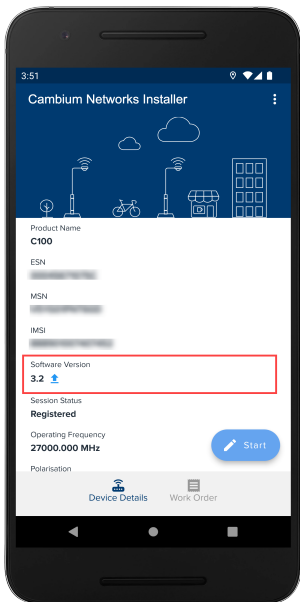 3:51
Cambium Networks Installer
Product Name
C100
ESN
MSN
IMSI
Software Version
3.2
Session Status
Registered
Operating Frequency
27000.000 MHz
Start
Polarisation
Device Details
Work Order